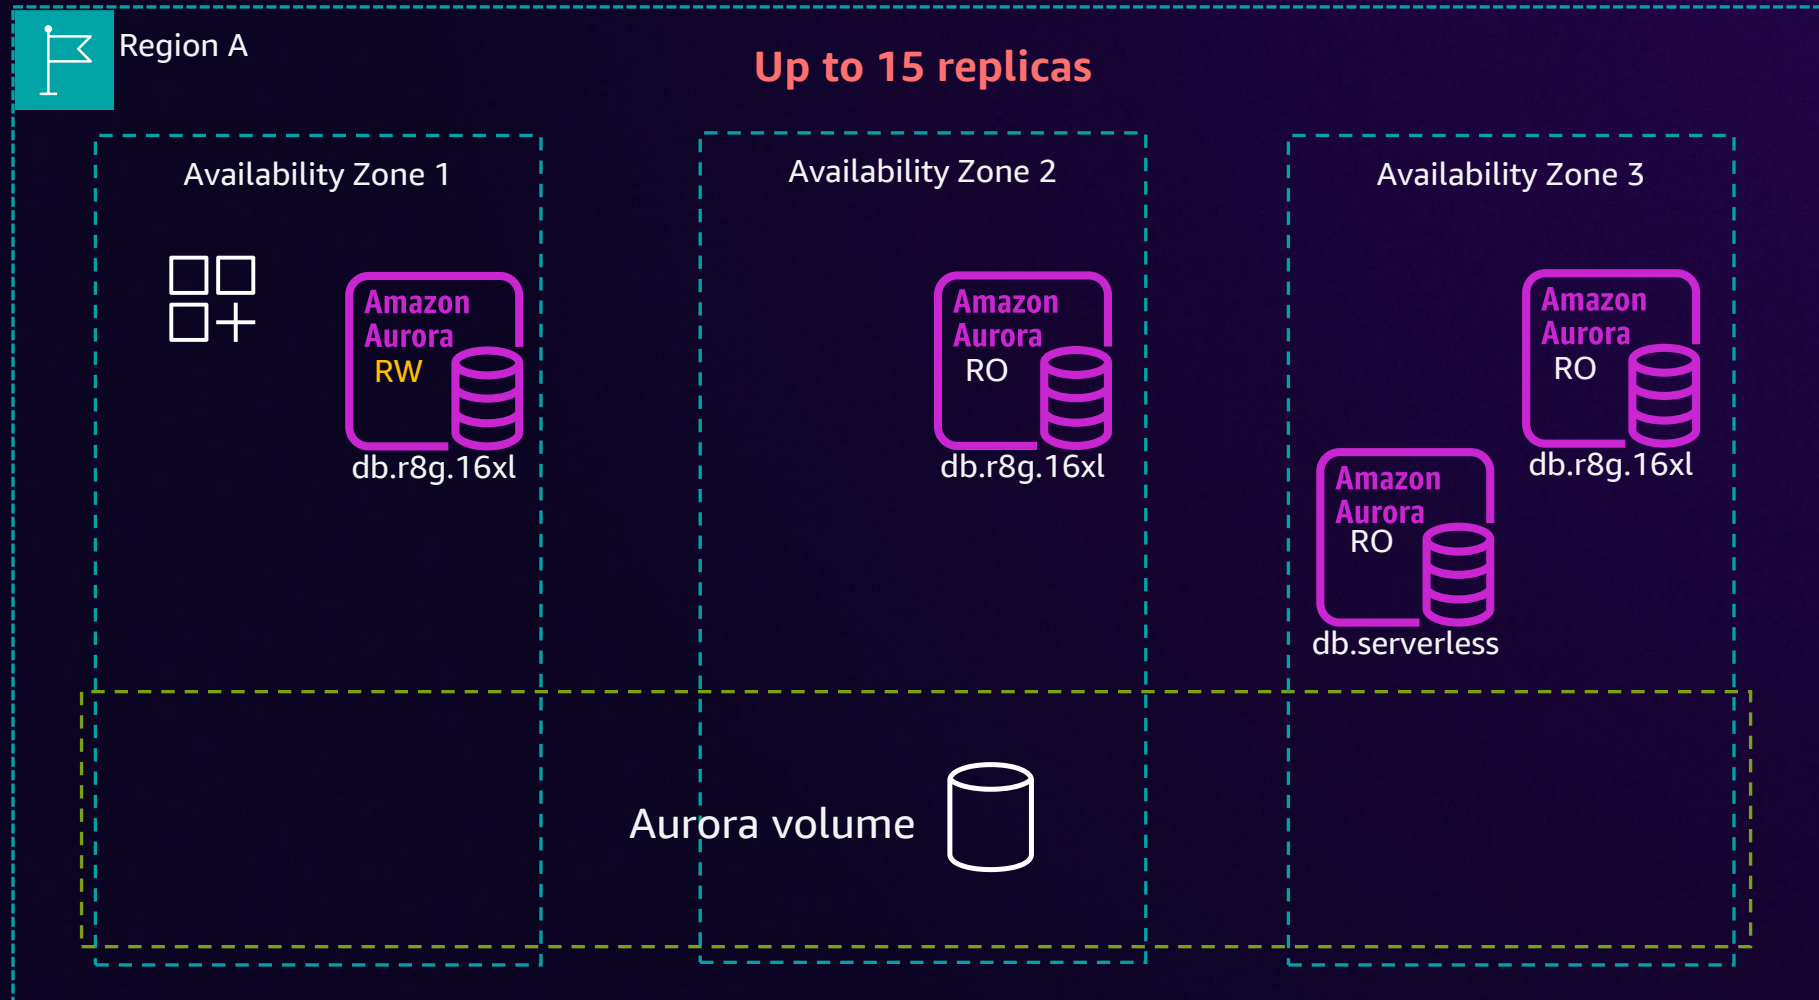 Region A
Up to 15 replicas
Availability Zone 1
Amazon
Aurora
RW
db.r8g.16xl
Availability Zone 2
Amazon
Aurora
RO
db.r8g.16xl
Availability Zone 3
Amazon
Aurora
RO
db.r8g.16xl
Amazon
Aurora
RO
db.serverless
Aurora volume